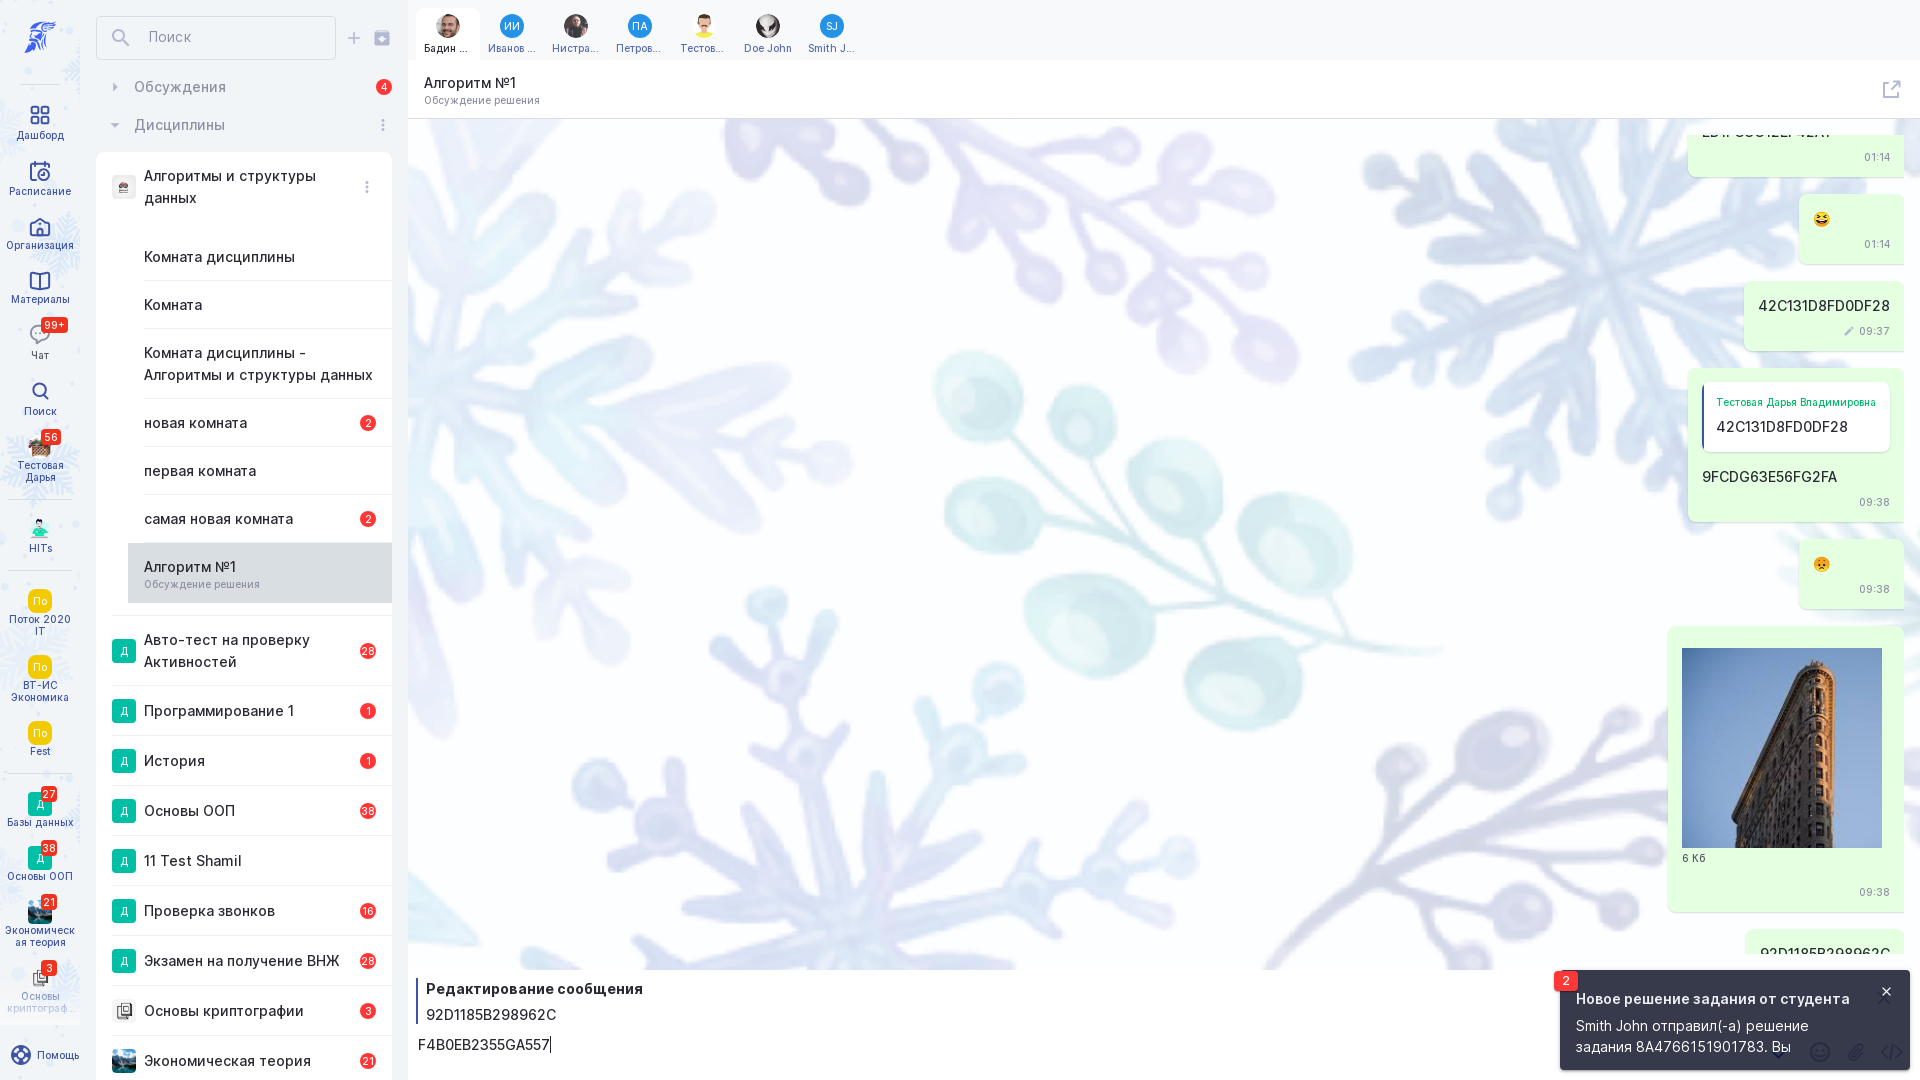 Дашборд
Расписание
Организация
Материалы
99+
Чат
Поиск
56
Тестовая
Дарья
HITs
По
Поток 2020
IT
По
ВТ-ИС
Экономика
По
Fest
27
Д
Базы данных
38
Д
Основы ООП
21
Экономическ
ая теория
3
Основы
криптограф...
Помощь
Поиск
Обсуждения
4
Дисциплины
Алгоритмы и структуры
данных
Комната дисциплины
Комната
Комната дисциплины -
Алгоритмы и структуры данных
новая комната
2
первая комната
самая новая комната
2
Алгоритм №1
Обсуждение решения
Д
Авто-тест на проверку
Активностей
28
Д
Программирование 1
1
Д
История
1
Д
Основы ООП
38
Д
11 Test Shamil
Д
Проверка звонков
16
Д
Экзамен на получение ВНЖ
28
Основы криптографии
3
Экономическая теория
21
Бадин ...
ИИ
Иванов ...
Нистра...
ПА
Петров...
Тестов...
Doe John
SJ
Smith J...
Алгоритм №1
Обсуждение решения
01:14
01:14
42C131D8FD0DF28
09:37
Тестовая Дарья Владимировна
42C131D8FD0DF28
9FCDG63E56FG2FA
09:38
09:38
6 Кб
09:38
92D1185B298962C
Редактирование сообщения
92D1185B298962C
F4B0EB2355GA557
2
Новое решение задания от студента
Smith John отправил(-а) решение
задания 8A4766151901783. Вы